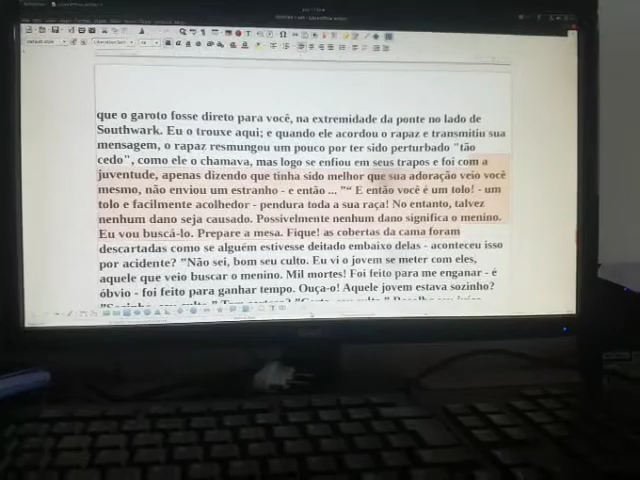 que o garoto fosse direto para você, na extremidade da ponte no lado de
Southwark. Eu o trouxe aqui; e quando ele acordou o rapaz e transmitiu sua
mensagem, o rapaz resmungou um pouco por ter sido perturbado "tão
cedo", como ele o chamava, mas logo se enfiou em seus trapos e foi com a
juventude, apenas dizendo que tinha sido melhor que sua adoração veio você
mesmo, não enviou um estranho - e então ... "“ E então você é um tolo! - um
tolo e facilmente acolhedor - pendura toda a sua raça! No entanto, talvez
nenhum dano seja causado. Possivelmente nenhum dano significa o menino.
Eu vou buscá-lo. Prepare a mesa. Fique! as cobertas da cama foram
descartadas como se alguém estivesse deitado embaixo delas - aconteceu isso
por acidente? "Não sei, bom seu culto. Eu vi o jovem se meter com eles,
aquele que veio buscar o menino. Mil mortes! Foi feito para me enganar - é
óbvio - foi feito para ganhar tempo. Ouça-o! Aquele jovem estava sozinho?